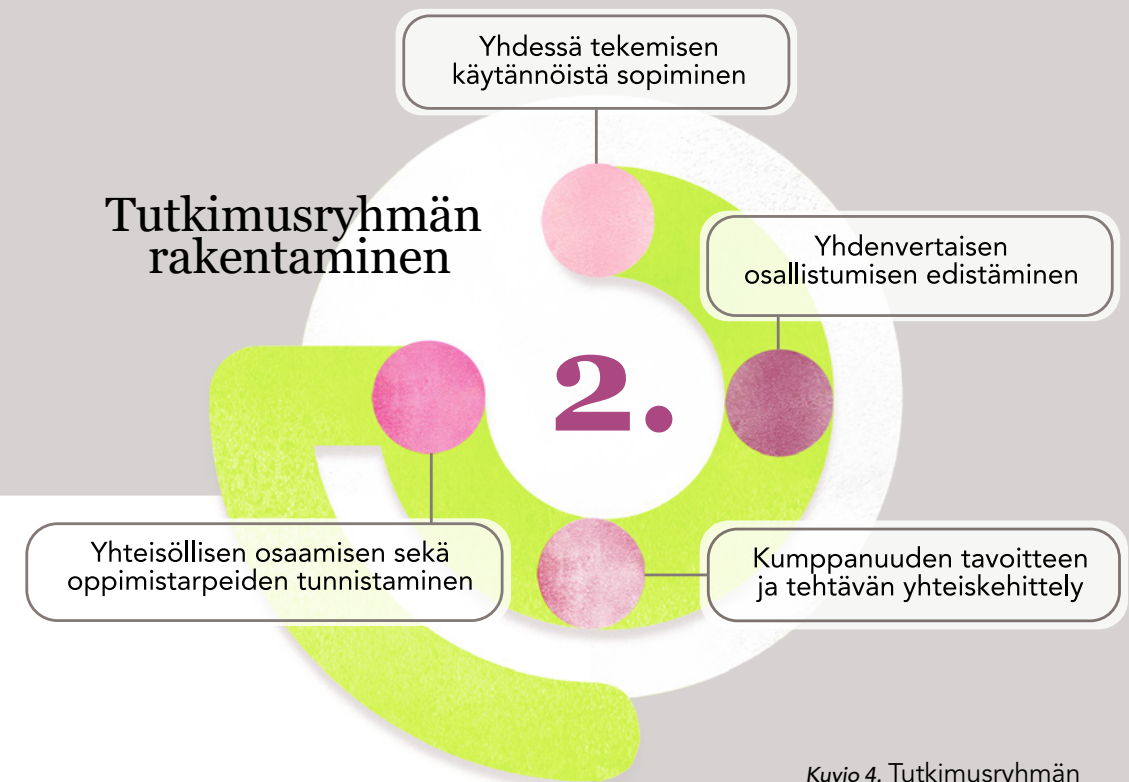 Yhdessä tekemisen
käytännöistä sopiminen
Tutkimusryhmän
rakentaminen
Yhdenvertaisen
osallistumisen edistäminen
2.
Yhteisöllisen osaamisen sekä
oppimistarpeiden tunnistaminen
Kumppanuuden tavoitteen
ja tehtävän yhteiskehittely
Kuvio 4. Tutkimusryhmän